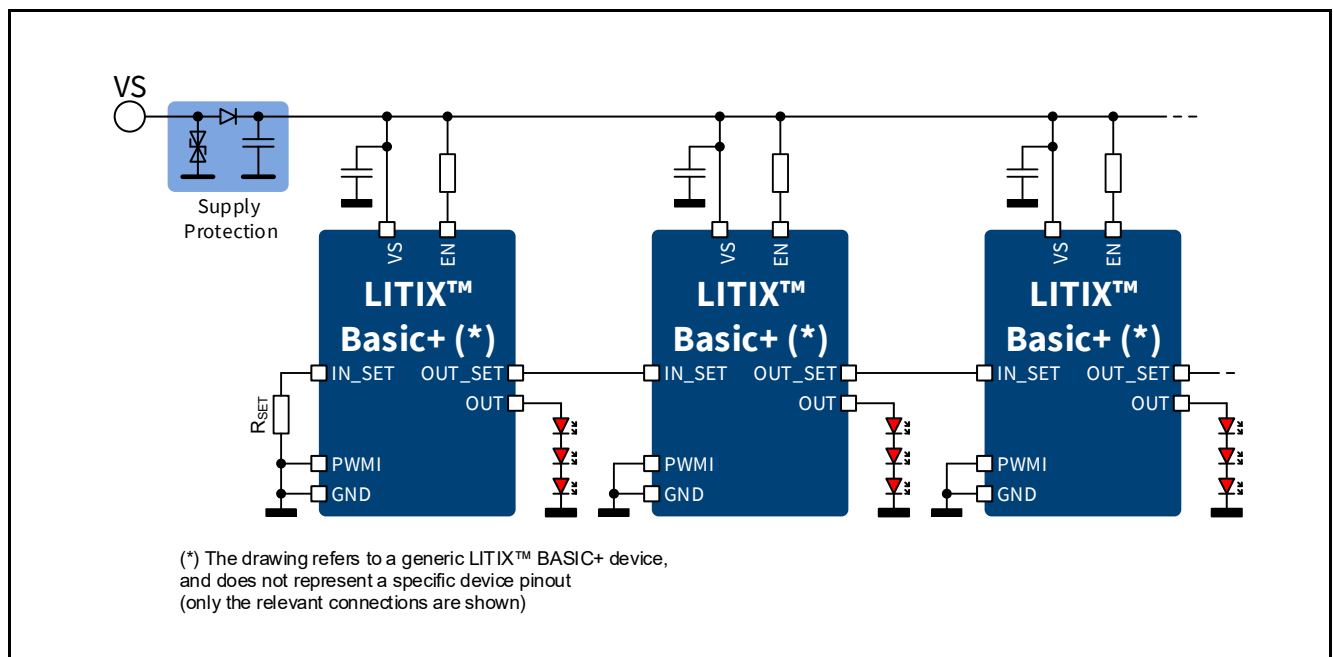 VS
Supply
Protection
VS
EN
LITIX™
Basic+ (*)
IN_SET
OUT_SET
OUT
RSET
PWMI
GND
VS
EN
LITIX™
Basic+ (*)
IN_SET
OUT_SET
OUT
PWMI
GND
VS
EN
LITIX™
Basic+ (*)
IN_SET
OUT_SET
OUT
PWMI
GND
(*) The drawing refers to a generic LITIX™ BASIC+ device,
and does not represent a specific device pinout
(only the relevant connections are shown)